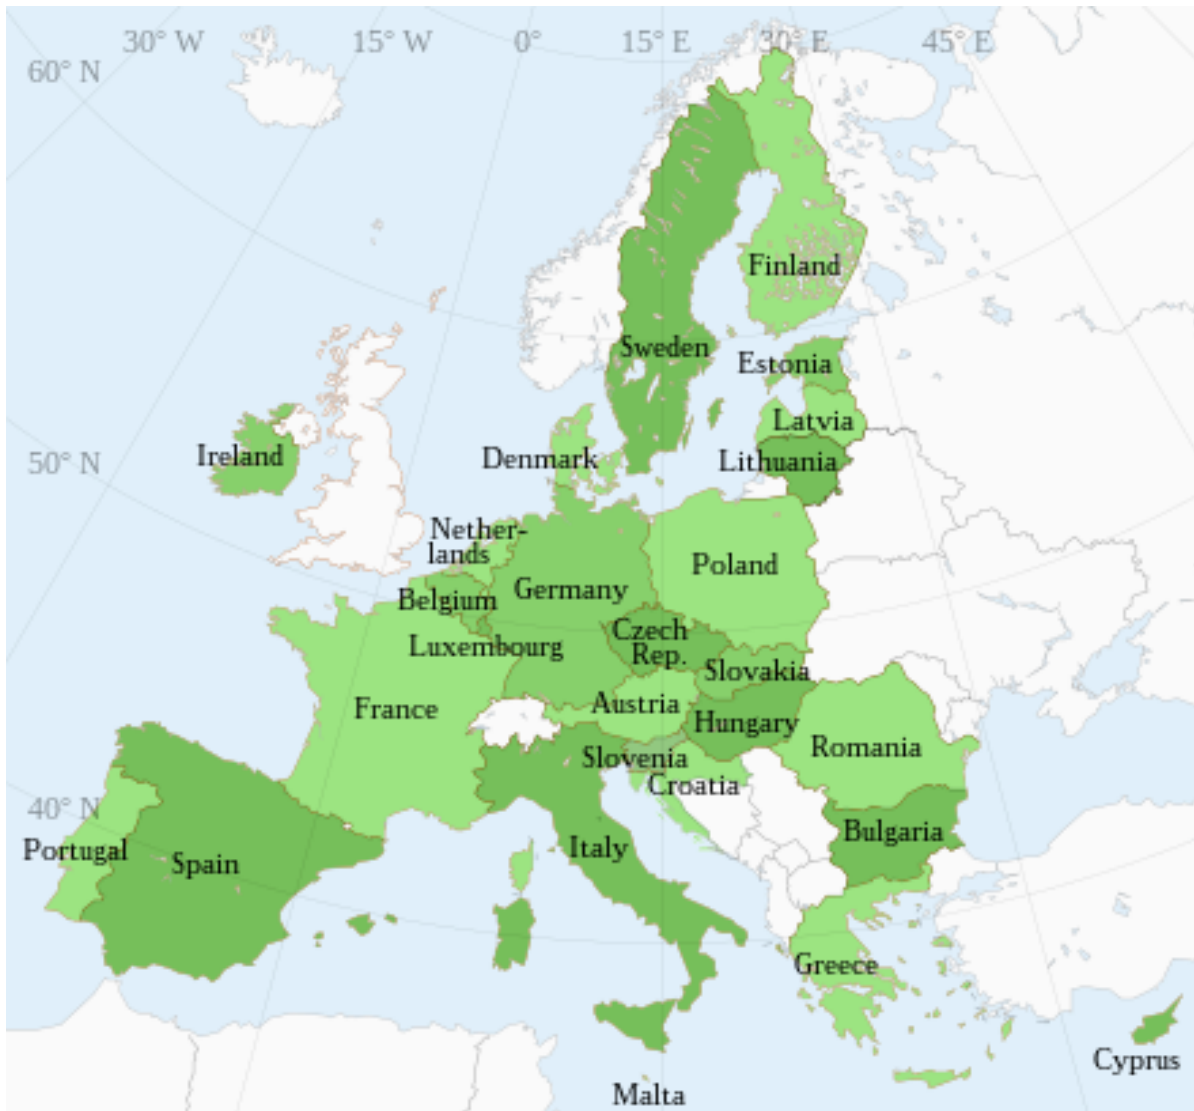 30° W
15° W
0°
15° E
30° E
45° E
60° N
Finland
Sweden
Estonia
Latvia
Ireland
Denmark
Lithuania
50° N
Nether-
lands
Poland
Germany
Belgium
Czech
Rep.
Luxembourg
Slovakia
Austria
France
Hungary
Romania
Slovenia
Croatia
40° N
Bulgaria
Portugal
Italy
Spain
Greece
Cyprus
Malta